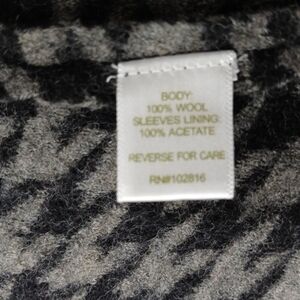 BODY:
100% WOOL
SLEEVES LINING:
100% ACETATE
REVERSE FOR CARE
RN#102816